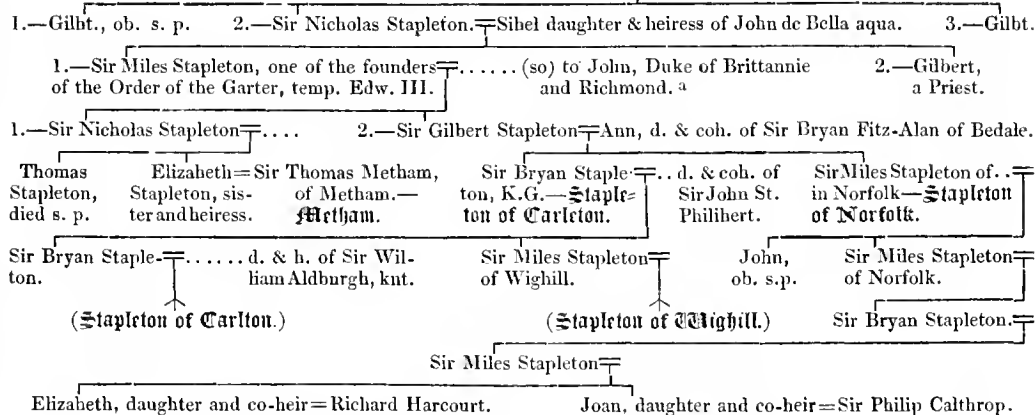 1.—Gilbt., ob. s. p. 2.—Sir Nicholas Stapleton.=Sibel daughter & heiress of John de Bella aqua. 3.—Gilbt.
1.—Sir Miles Stapleton, one of the founders=...... (so) to John, Duke of Brittannie 2.—Gilbert,
of the Order of the Garter, temp. Edw. III. and Richmond. a a Priest.
1.—Sir Nicholas Stapleton=.... 2.—Sir Gilbert Stapleton=Ann, d. & coh. of Sir Bryan Fitz-Alan of Bedale.
Thomas Elizabeth=Sir Thomas Metham, Sir Bryan Staple-=..d. & coh. of Sir Miles Stapleton of..=
Stapleton, Stapleton, sis- of Metham.— ton, K.G.—Staple- Sir John St. in Norfolk—Stapleton
died s. p. ter and heiress. Metham. ton of Carleton. Philibert. of Norfolk.
Sir Bryan Staple-=......d. & h. of Sir Wil- Sir Miles Stapleton= John, Sir Miles Stapleton=
ton. liam Aldburgh, knt. of Wighill. ob. s.p. of Norfolk.
(Stapleton of Carlton.) (Stapleton of Wighill.) Sir Bryan Stapleton.=
Sir Miles Stapleton=
Elizabeth, daughter and co-heir=Richard Harcourt. Joan, daughter and co-heir=Sir Philip Calthrop.